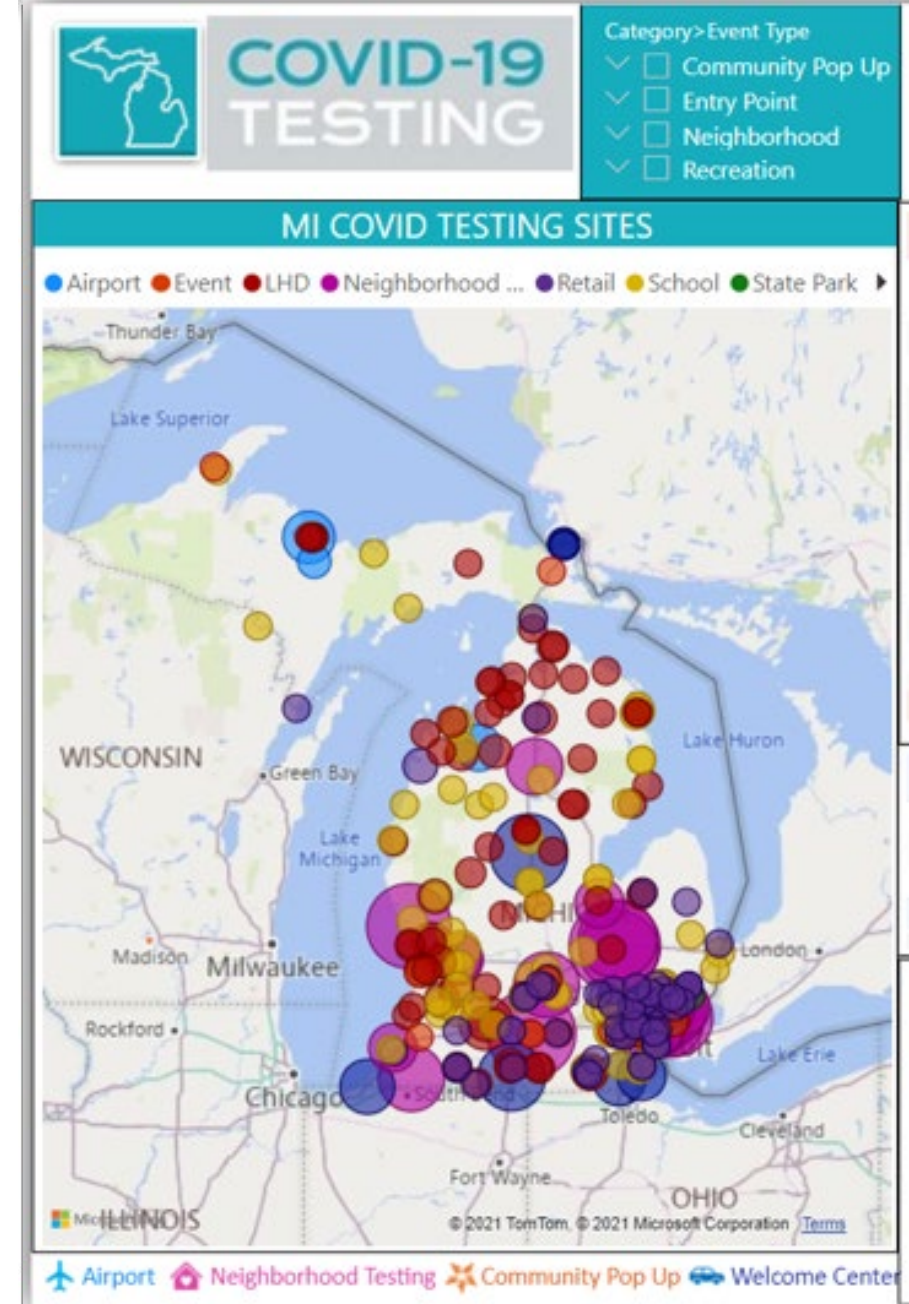 COVID-19
TESTING
Category>Event Type
Community Pop Up
Entry Point
Neighborhood
Recreation
MI COVID TESTING SITES
Airport Event LHD Neighborhood ... Retail School State Park
Thunder Bay
Lake Superior
WISCONSIN
Green Bay
Lake Huron
Lake
Michigan
MICHI
Madison
Milwaukee
London
Rockford
Lake Erie
Chicago
South Bend
Toledo
Cleveland
Fort Wayne
OHIO
ILLINOIS
© 2021 TomTom, © 2021 Microsoft Corporation Terms
Airport Neighborhood Testing Community Pop Up Welcome Center